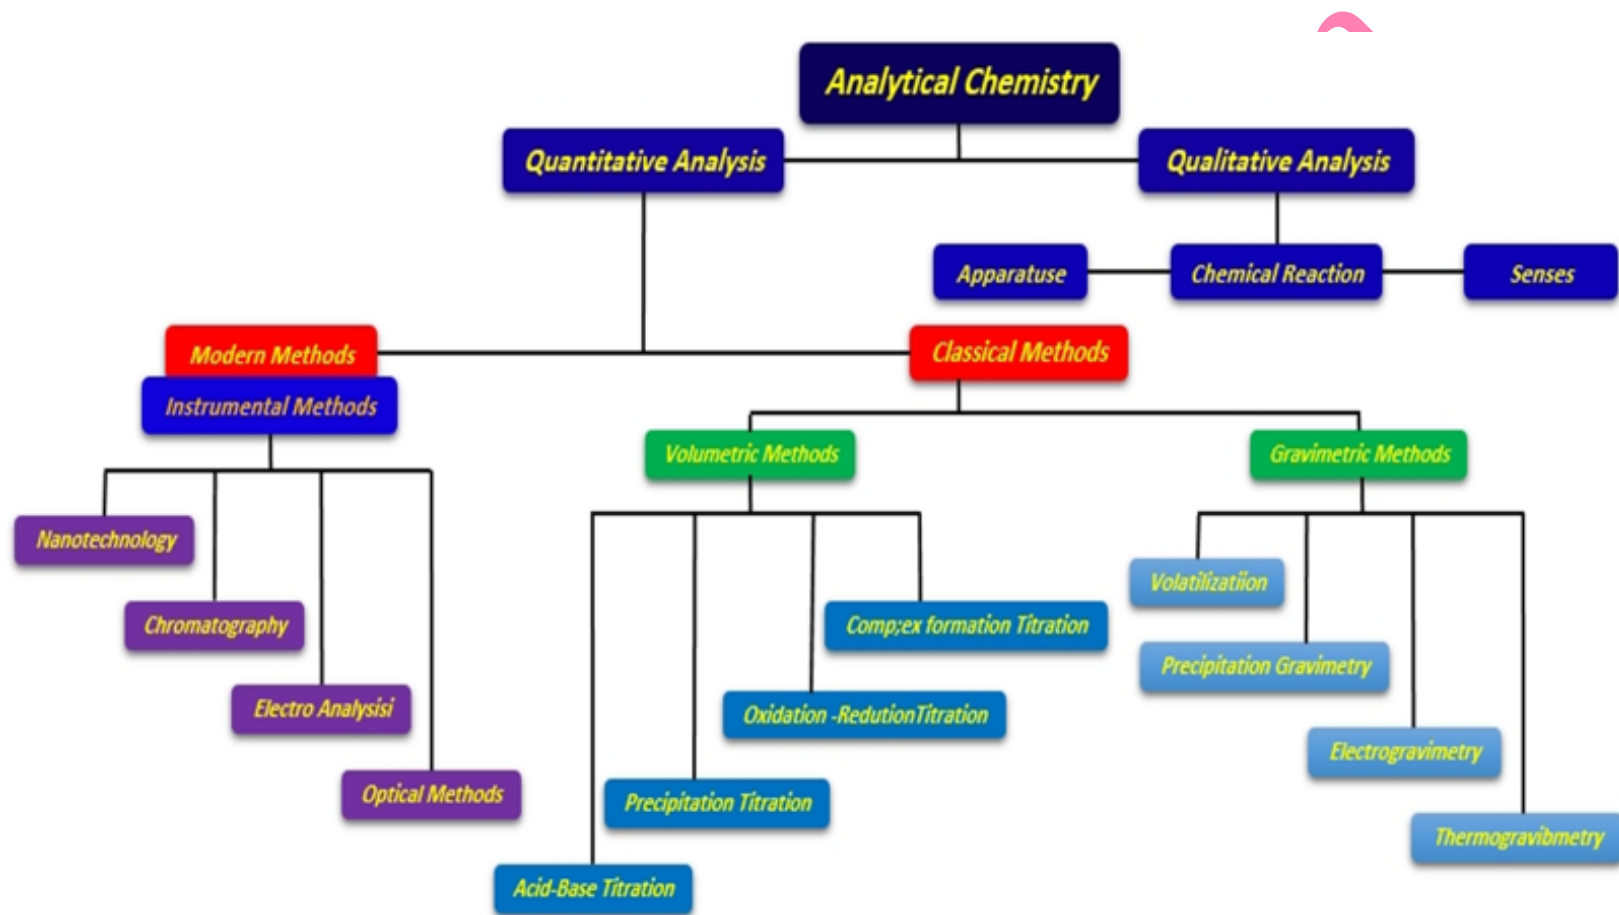 Analytical Chemistry
Quantitative Analysis
Qualitative Analysis
Apparatuse
Chemical Reaction
Senses
Modern Methods
Classical Methods
Instrumental Methods
Volumetric Methods
Gravimetric Methods
Nanotechnology
Volatilizatiion
Chromatography
Comp;ex formation Titration
Precipitation Gravimetry
Electro Analysisi
Oxidation -RedutionTitration
Electrogravimetry
Optical Methods
Precipitation Titration
Thermogravibmetry
Acid-Base Titration